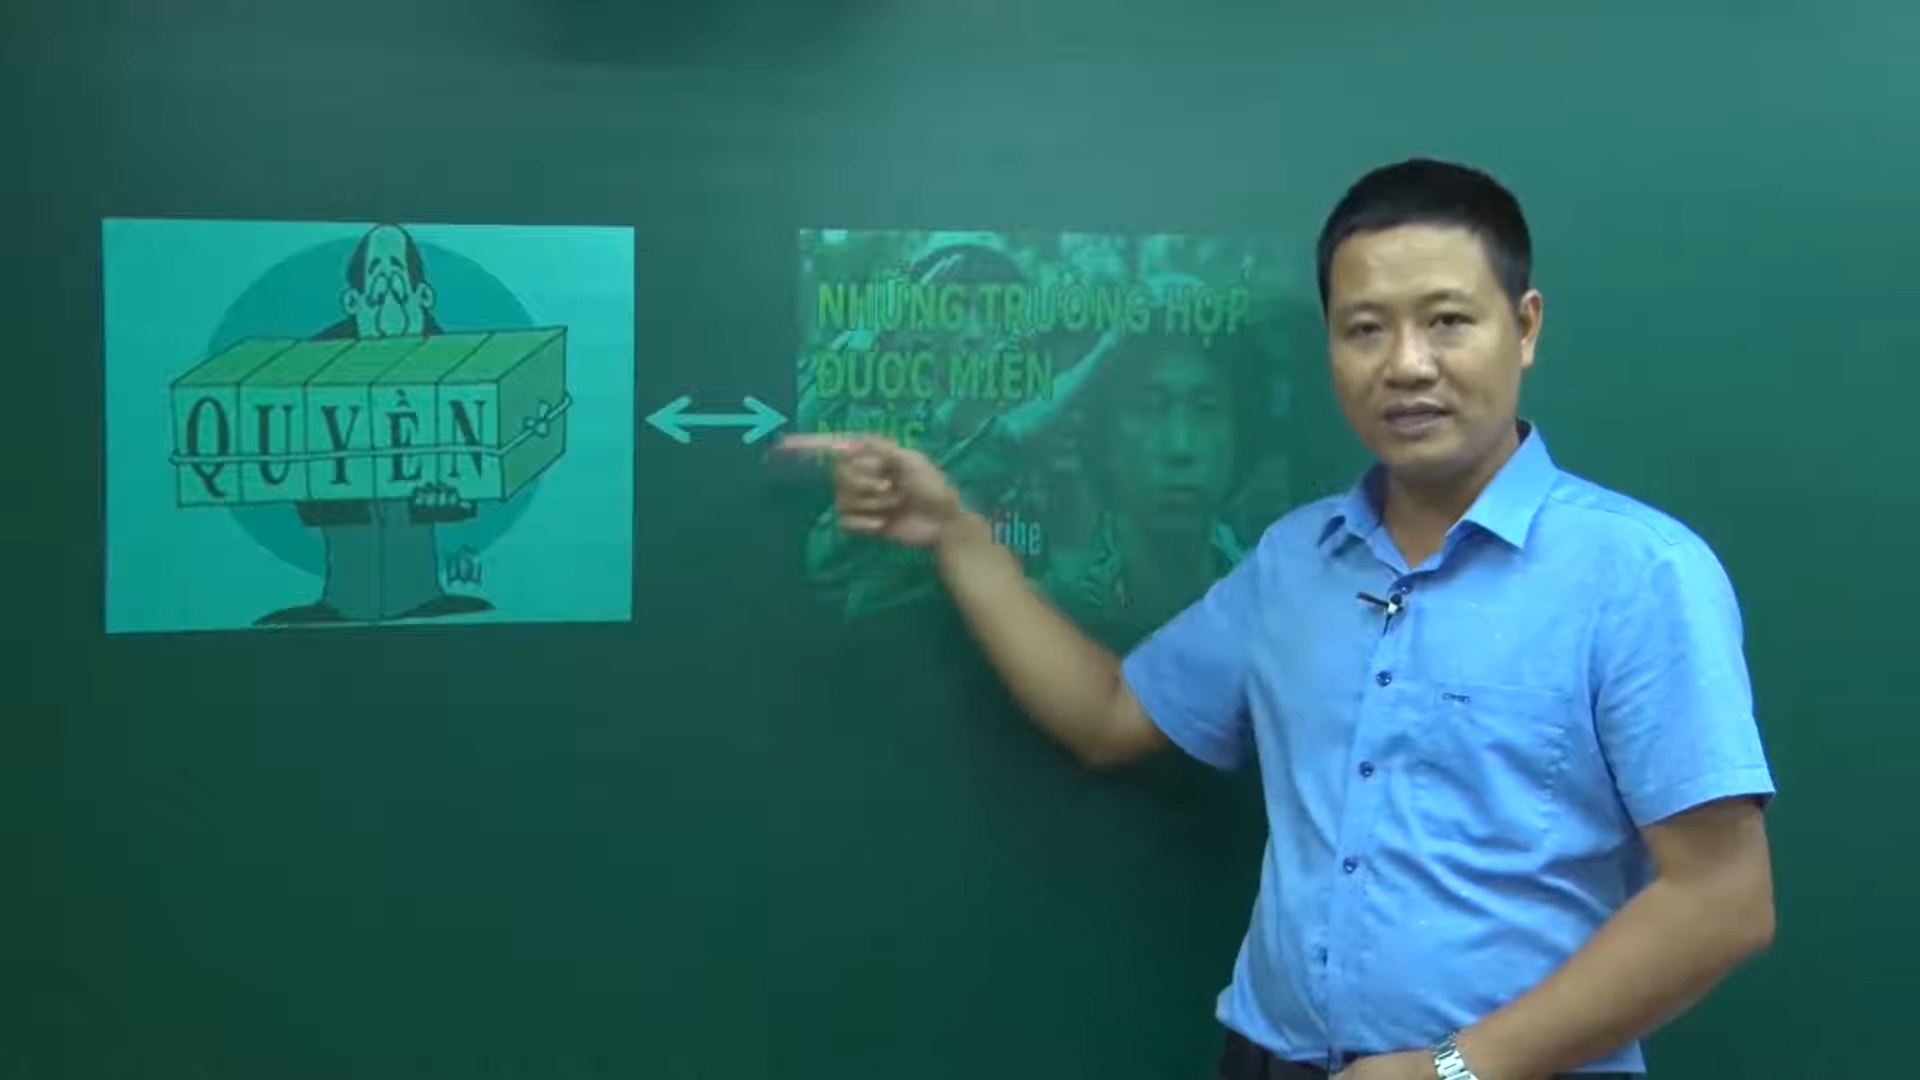 QUYỀN
NHỮNG TRƯỜNG HỢP
ĐƯỢC MIỄN